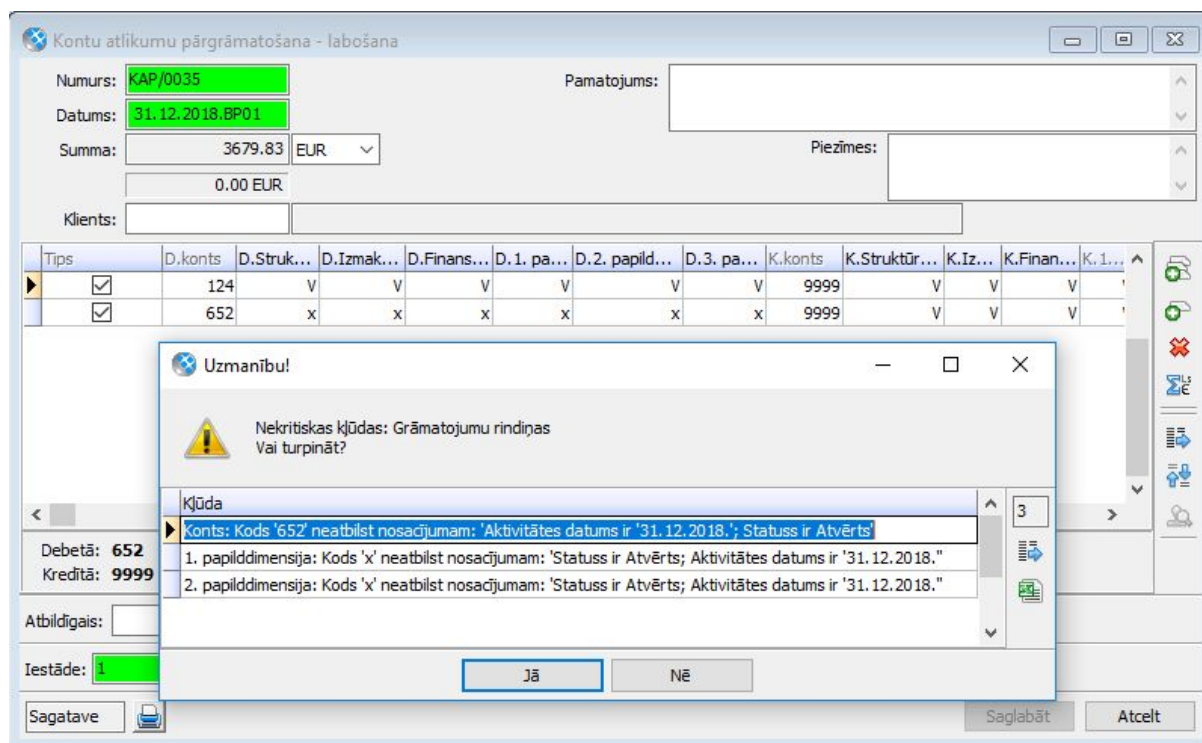 Kontu atlikumu pārgrāmatošana - labošana
Numurs: KAP/0035 Pamatojums:
Datums: 31.12.2018.BP01
Summa: 3679.83 EUR Piezīmes:
0.00 EUR
Klients:
Tips D.konts D.Struk... D.Izmak... D.Finans... D.1. pa... D.2. papild... D.3. pa... K.konts K.Struktūr... K.Iz... K.Finan... K.1...
124 V V V V V V 9999 V V V
652 x x x x x x 9999 V V V
Uzmanību!
Nekritiskas kļūdas: Grāmatojumu rindiņas
Vai turpināt?
Kļūda
3
Konts: Kods '652' neatbilst nosacījumam: 'Aktivitātes datums ir '31.12.2018.'; Statuss ir Atvērts'
1. papilddimensija: Kods 'x' neatbilst nosacījumam: 'Statuss ir Atvērts; Aktivitātes datums ir '31.12.2018.''
2. papilddimensija: Kods 'x' neatbilst nosacījumam: 'Statuss ir Atvērts; Aktivitātes datums ir '31.12.2018.''
Jā Nē
Debetā: 652
Kredītā: 9999
Atbildīgais:
Iestāde: 1
Sagatave Saglabāt Atcelt